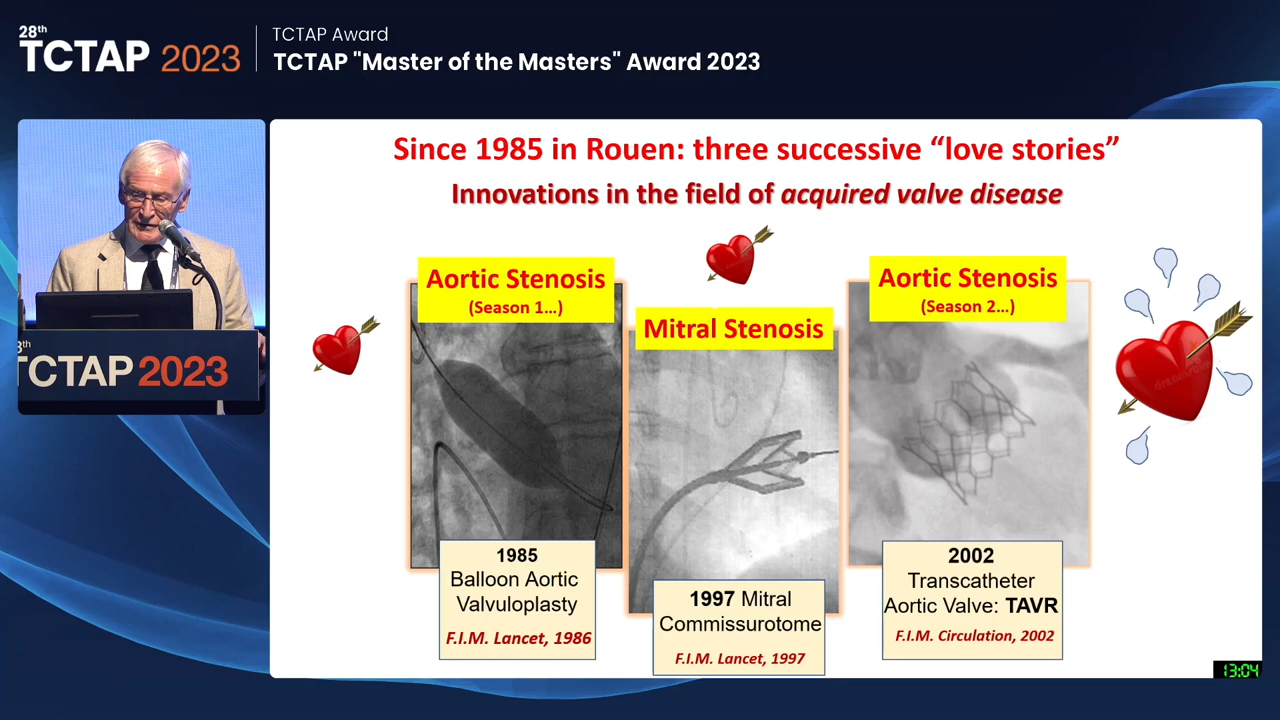 28th
TCTAP 2023
TCTAP Award
TCTAP "Master of the Masters" Award 2023
Since 1985 in Rouen: three successive “love stories”
Innovations in the field of acquired valve disease
Aortic Stenosis
(Season 1...)
Mitral Stenosis
Aortic Stenosis
(Season 2...)
1985
Balloon Aortic
Valvuloplasty
F.I.M. Lancet, 1986
1997 Mitral
Commissurotome
F.I.M. Lancet, 1997
2002
Transcatheter
Aortic Valve: TAVR
F.I.M. Circulation, 2002
8th
TCTAP 2023
13:04